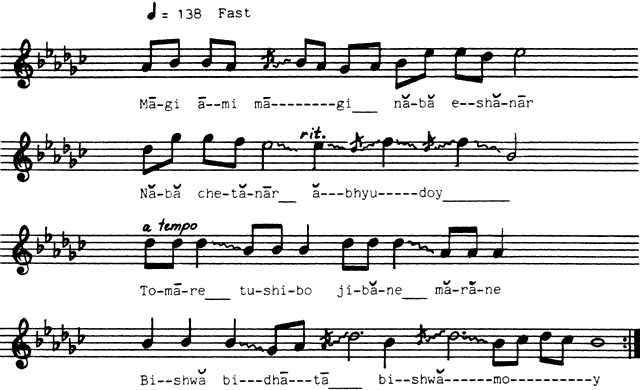 ♩ = 138 Fast
Mā-gi ā--mi mā--------gi___ nă-bă e--shă-nār
rit.
Nă-bă che-tă-nār__ ă---bhyu-----doy________
a tempo
To-mā-re___ tu-shi-bo ji-bă-ne___ mă-ră-ne
Bi--shwă bi---dhā--tā____ bi--shwă------mo----------y